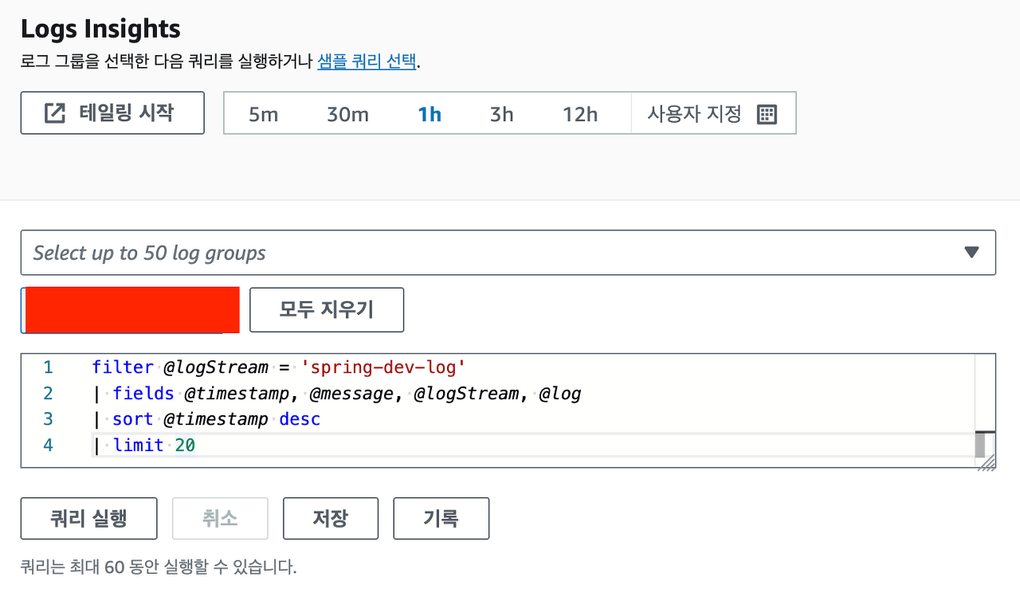 Logs Insights
로그 그룹을 선택한 다음 쿼리를 실행하거나 샘플 쿼리 선택.
테일링 시작 5m 30m 1h 3h 12h 사용자 지정
Select up to 50 log groups
모두 지우기
1 filter @logStream = 'spring-dev-log'
2 | fields @timestamp, @message, @logStream, @log
3 | sort @timestamp desc
4 | limit 20
쿼리 실행 취소 저장 기록
쿼리는 최대 60 동안 실행할 수 있습니다.